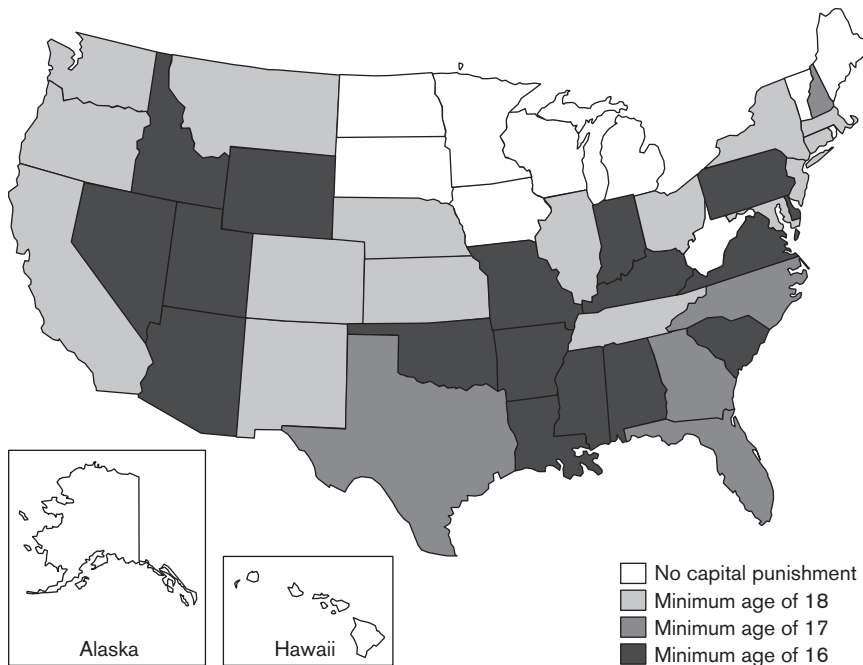 Alaska
Hawaii
No capital punishment
Minimum age of 18
Minimum age of 17
Minimum age of 16